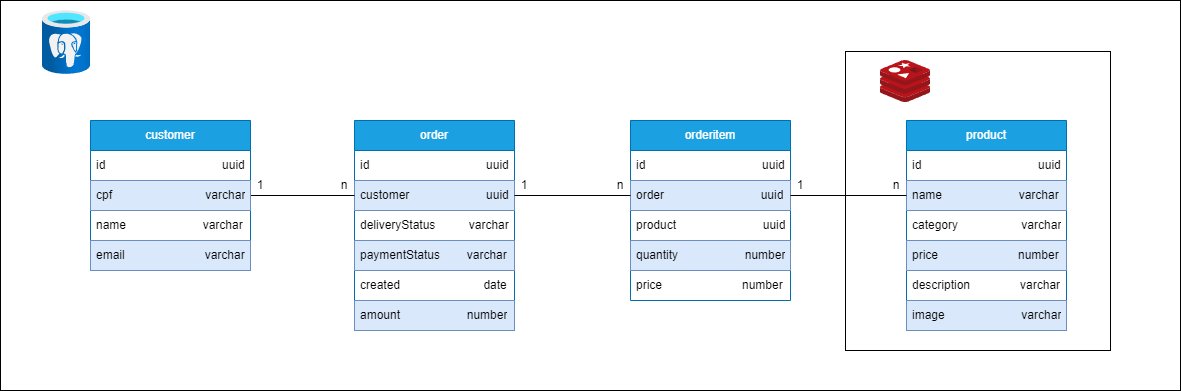 customer
id uuid
cpf varchar
name varchar
email varchar
1 n
order
id uuid
customer uuid
deliveryStatus varchar
paymentStatus varchar
created date
amount number
1 n
orderitem
id uuid
order uuid
product uuid
quantity number
price number
1 n
product
id uuid
name varchar
category varchar
price number
description varchar
image varchar